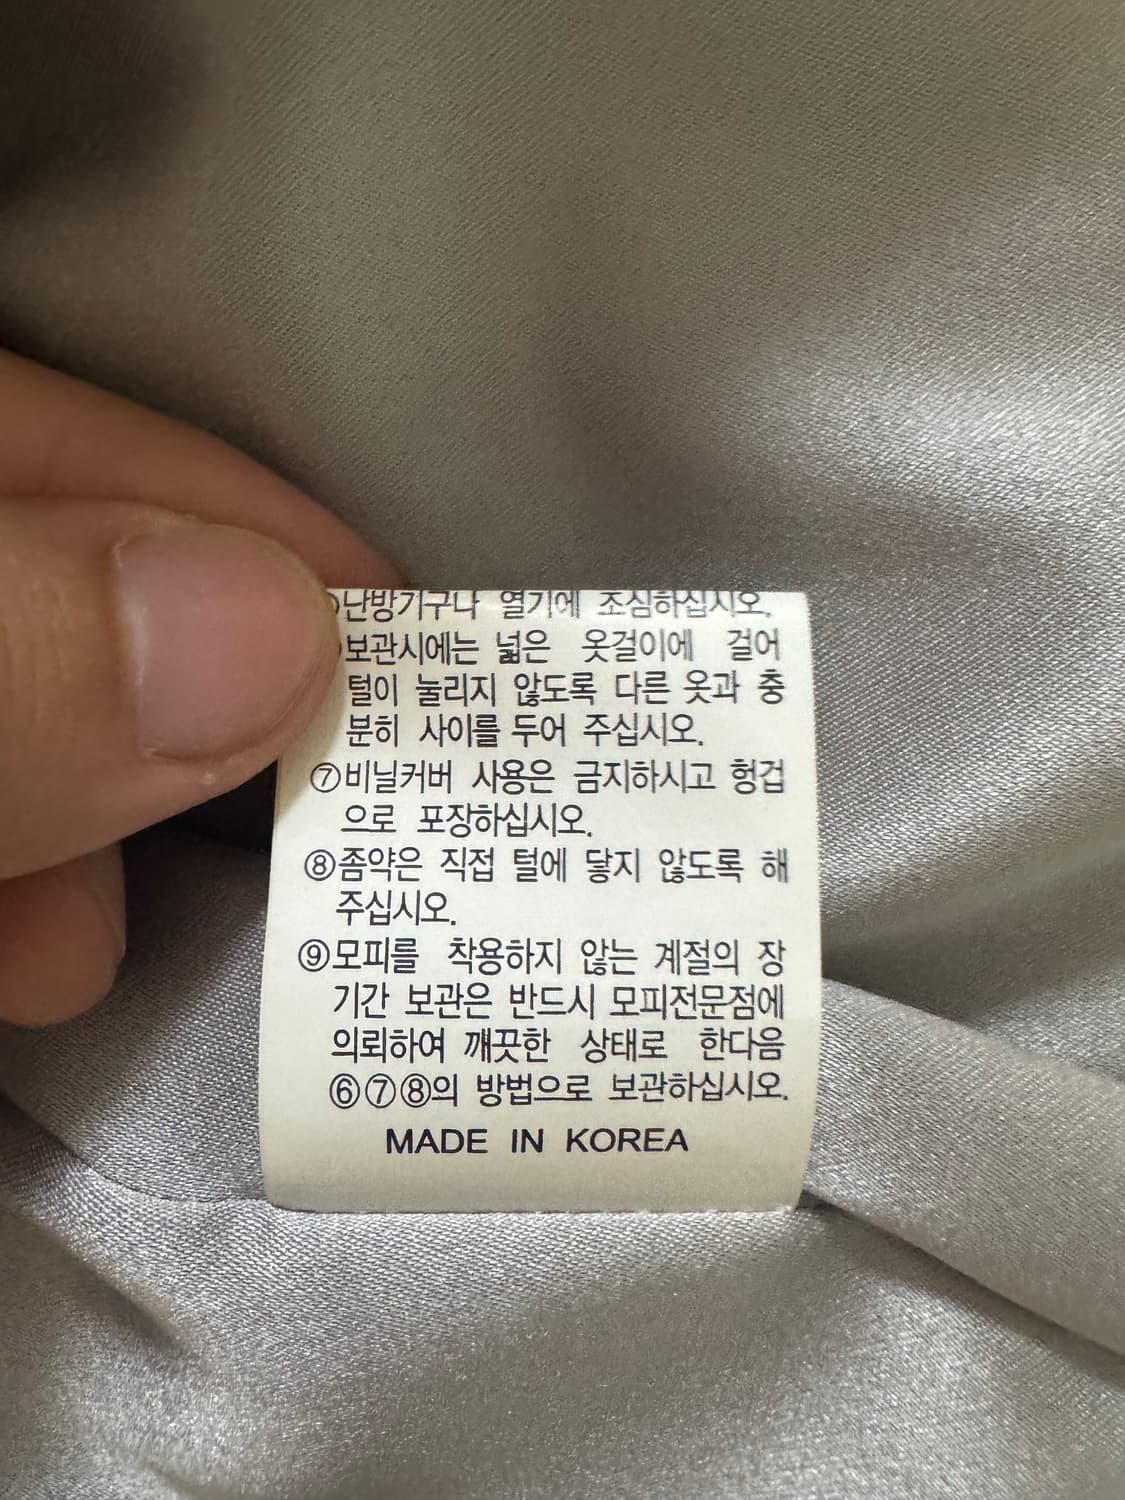 난방기구나 열기에 조심하십시오.
보관시에는 넓은 옷걸이에 걸어
털이 눌리지 않도록 다른 옷과 충
분히 사이를 두어 주십시오.
⑦비닐커버 사용은 금지하시고 헝겁
으로 포장하십시오.
⑧좀약은 직접 털에 닿지 않도록 해
주십시오.
⑨모피를 착용하지 않는 계절의 장
기간 보관은 반드시 모피전문점에
의뢰하여 깨끗한 상태로 한다음
⑥⑦⑧의 방법으로 보관하십시오.
MADE IN KOREA